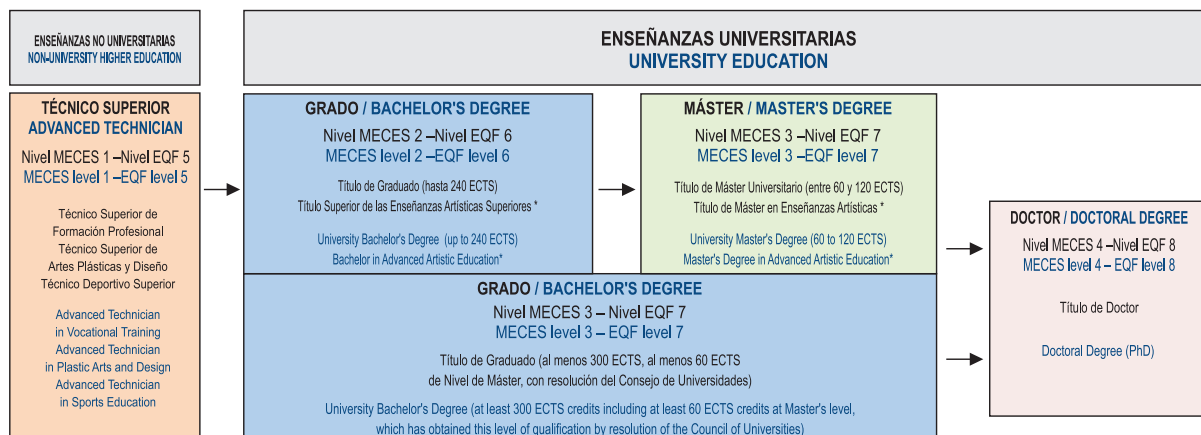 ENSEÑANZAS NO UNIVERSITARIAS
NON-UNIVERSITY HIGHER EDUCATION
ENSEÑANZAS UNIVERSITARIAS
UNIVERSITY EDUCATION
TÉCNICO SUPERIOR
ADVANCED TECHNICIAN
Nivel MECES 1 –Nivel EQF 5
MECES level 1 –EQF level 5
Técnico Superior de
Formación Profesional
Técnico Superior de
Artes Plásticas y Diseño
Técnico Deportivo Superior
Advanced Technician
in Vocational Training
Advanced Technician
in Plastic Arts and Design
Advanced Technician
in Sports Education
GRADO / BACHELOR'S DEGREE
Nivel MECES 2 –Nivel EQF 6
MECES level 2 –EQF level 6
Título de Graduado (hasta 240 ECTS)
Título Superior de las Enseñanzas Artísticas Superiores *
University Bachelor's Degree (up to 240 ECTS)
Bachelor in Advanced Artistic Education*
MÁSTER / MASTER'S DEGREE
Nivel MECES 3 –Nivel EQF 7
MECES level 3 –EQF level 7
Título de Máster Universitario (entre 60 y 120 ECTS)
Título de Máster en Enseñanzas Artísticas *
University Master's Degree (60 to 120 ECTS)
Master's Degree in Advanced Artistic Education*
GRADO / BACHELOR'S DEGREE
Nivel MECES 3 – Nivel EQF 7
MECES level 3 – EQF level 7
Título de Graduado (al menos 300 ECTS, al menos 60 ECTS
de Nivel de Máster, con resolución del Consejo de Universidades)
University Bachelor's Degree (at least 300 ECTS credits including at least 60 ECTS credits at Master's level,
which has obtained this level of qualification by resolution of the Council of Universities)
DOCTOR / DOCTORAL DEGREE
Nivel MECES 4 –Nivel EQF 8
MECES level 4 – EQF level 8
Título de Doctor
Doctoral Degree (PhD)